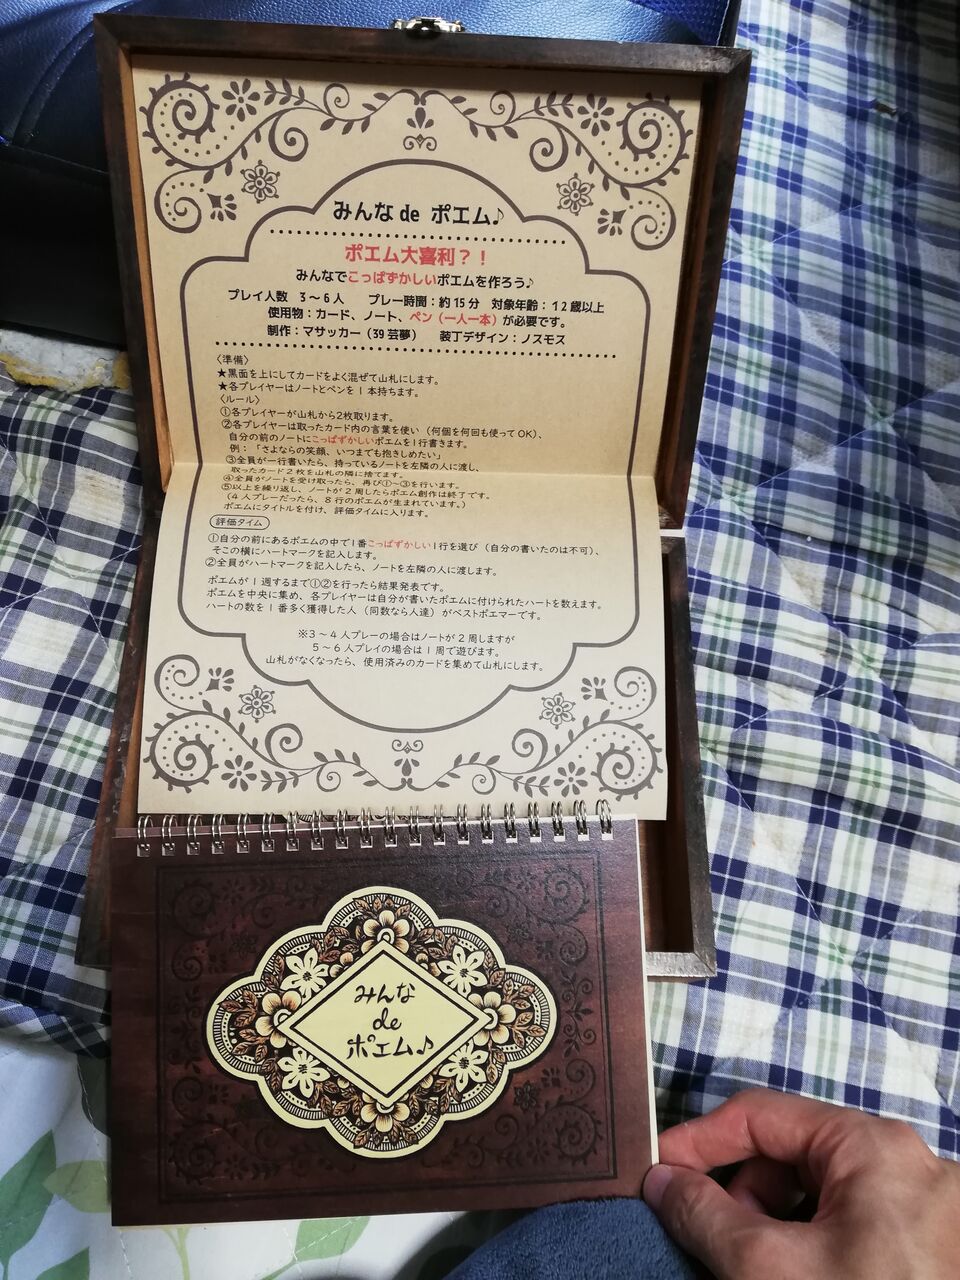 みんな de ポエム♪
ポエム大喜利？！
みんなでこっぱずかしいポエムを作ろう♪
プレイ人数　3～6人　　プレー時間：約15分　対象年齢：12歳以上
使用物：カード、ノート、ペン（一人一本）が必要です。
制作：マサッカー（39芸夢）　　装丁デザイン：ノスモス
〈準備〉
★黒面を上にしてカードをよく混ぜて山札にします。
★各プレイヤーはノートとペンを1本持ちます。
〈ルール〉
①各プレイヤーが山札から2枚取ります。
②各プレイヤーは取ったカード内の言葉を使い（何個を何回も使ってOK）、
自分の前のノートにこっぱずかしいポエムを1行書きます。
例：「さよならの笑顔、いつまでも抱きしめたい」
③全員が一行書いたら、持っているノートを左隣の人に渡し、
取ったカード2枚を山札の隣に捨てます。
④全員がノートを受け取ったら、再び①～③を行います。
⑤以上を繰り返し、ノートが2周したらポエム創作は終了です。
（4人プレーだったら、8行のポエムが生まれています。）
ポエムにタイトルを付け、評価タイムに入ります。
評価タイム
①自分の前にあるポエムの中で1番こっぱずかしい1行を選び（自分の書いたのは不可）、
そこの横にハートマークを記入します。
②全員がハートマークを記入したら、ノートを左隣の人に渡します。
ポエムが1週するまで①②を行ったら結果発表です。
ポエムを中央に集め、各プレイヤーは自分が書いたポエムに付けられたハートを数えます。
ハートの数を1番多く獲得した人（同数なら人達）がベストポエマーです。
※3～4人プレーの場合はノートが2周しますが
5～6人プレイの場合は1周で遊びます。
山札がなくなったら、使用済みのカードを集めて山札にします。
みんな
de
ポエム♪